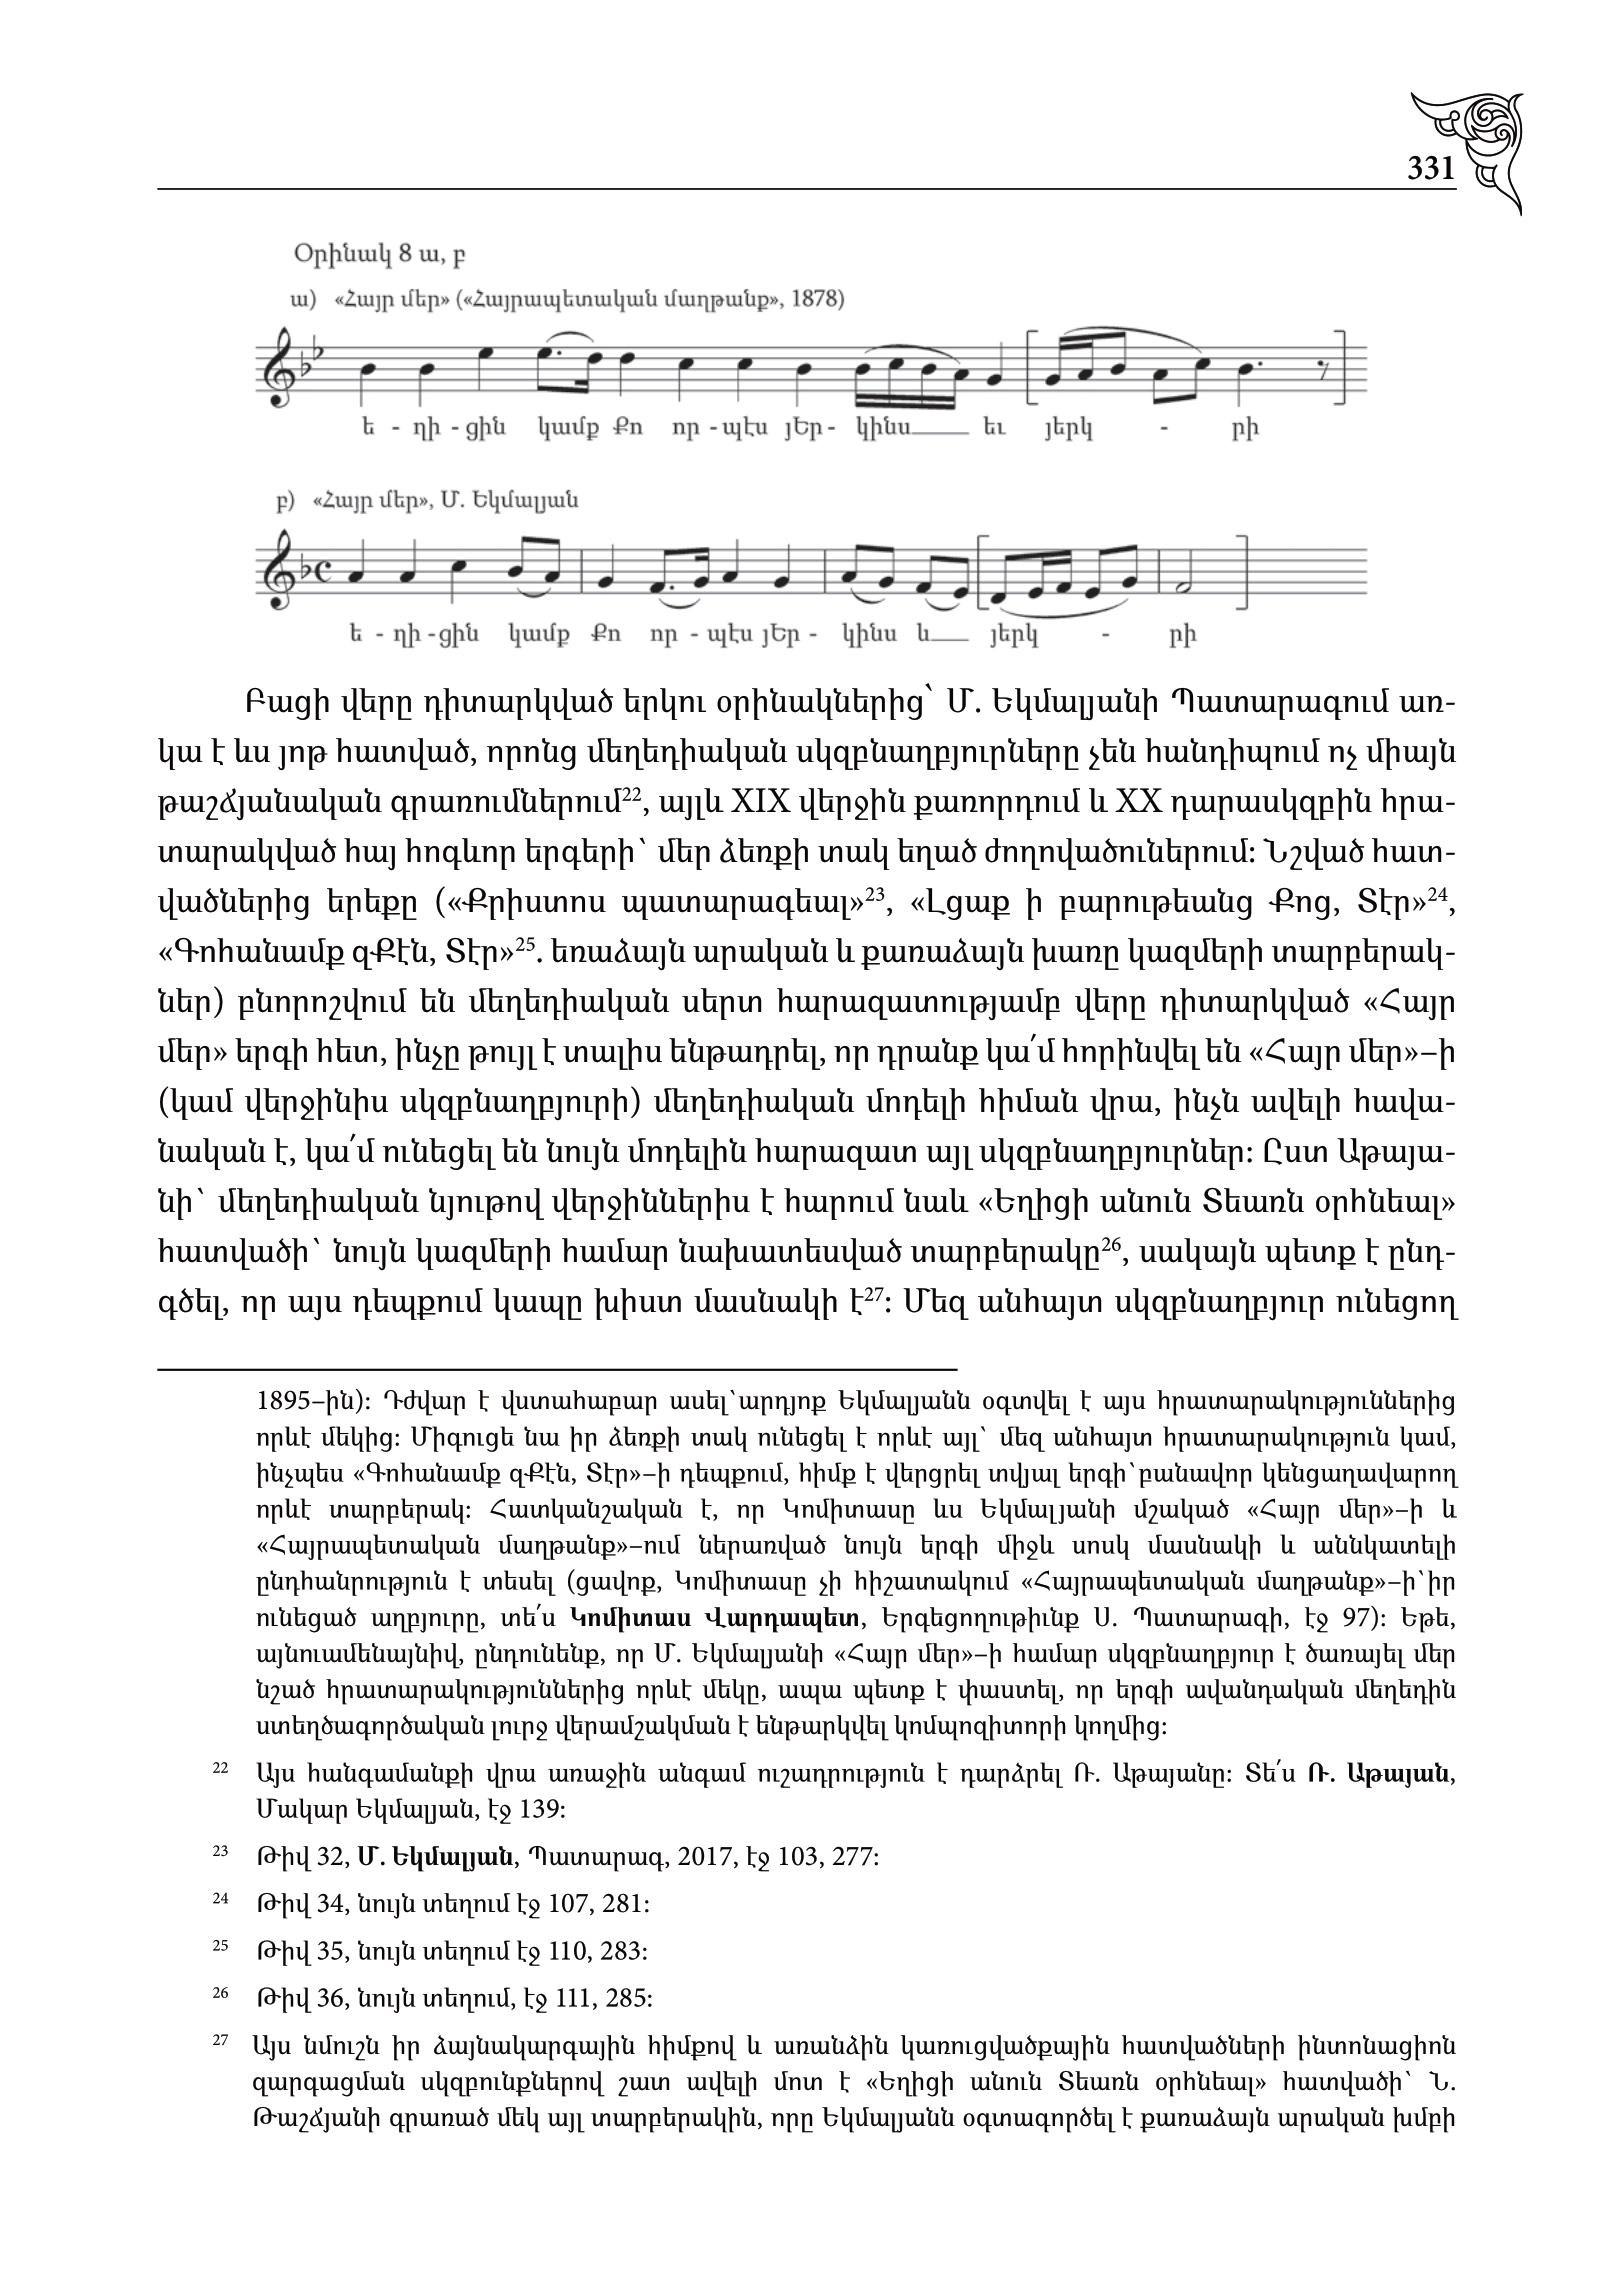 331
Օրինակ 8 ա, բ
ա) «Հայր մեր» («Հայրապետական մաղթանք», 1878)
ե - ղի - ցին կամք Քո որ - պէս յԵր - կինս եւ յերկ - րի
բ) «Հայր մեր», Մ. Եկմալյան
ե - ղի - ցին կամք Քո որ - պէս յԵր - կինս և յերկ - րի
Բացի վերը դիտարկված երկու օրինակներից՝ Մ. Եկմալյանի Պատարագում առ-
կա է ևս յոթ հատված, որոնց մեղեդիական սկզբնաղբյուրները չեն հանդիպում ոչ միայն
թաշճյանական գրառումներում22, այլև XIX վերջին քառորդում և XX դարասկզբին հրա-
տարակված հայ հոգևոր երգերի՝ մեր ձեռքի տակ եղած ժողովածուներում: Նշված հատ-
վածներից երեքը («Քրիստոս պատարագեալ»23, «Լցաք ի բարութեանց Քոց, Տէր»24,
«Գոհանամք զՔէն, Տէր»25. եռաձայն արական և քառաձայն խառը կազմերի տարբերակ-
ներ) բնորոշվում են մեղեդիական սերտ հարազատությամբ վերը դիտարկված «Հայր
մեր» երգի հետ, ինչը թույլ է տալիս ենթադրել, որ դրանք կա՛մ հորինվել են «Հայր մեր»–ի
(կամ վերջինիս սկզբնաղբյուրի) մեղեդիական մոդելի հիման վրա, ինչն ավելի հավա-
նական է, կա՛մ ունեցել են նույն մոդելին հարազատ այլ սկզբնաղբյուրներ: Ըստ Աթայա-
նի՝ մեղեդիական նյութով վերջիններիս է հարում նաև «Եղիցի անուն Տեառն օրհնեալ»
հատվածի՝ նույն կազմերի համար նախատեսված տարբերակը26, սակայն պետք է ընդ-
գծել, որ այս դեպքում կապը խիստ մասնակի է27: Մեզ անհայտ սկզբնաղբյուր ունեցող
1895–ին): Դժվար է վստահաբար ասել՝արդյոք Եկմալյանն օգտվել է այս հրատարակություններից
որևէ մեկից: Միգուցե նա իր ձեռքի տակ ունեցել է որևէ այլ՝ մեզ անհայտ հրատարակություն կամ,
ինչպես «Գոհանամք զՔէն, Տէր»–ի դեպքում, հիմք է վերցրել տվյալ երգի՝բանավոր կենցաղավարող
որևէ տարբերակ: Հատկանշական է, որ Կոմիտասը ևս Եկմալյանի մշակած «Հայր մեր»–ի և
«Հայրապետական մաղթանք»–ում ներառված նույն երգի միջև սոսկ մասնակի և աննկատելի
ընդհանրություն է տեսել (ցավոք, Կոմիտասը չի հիշատակում «Հայրապետական մաղթանք»–ի՝իր
ունեցած աղբյուրը, տե՛ս Կոմիտաս Վարդապետ, Երգեցողութիւնք Ս. Պատարագի, էջ 97): Եթե,
այնուամենայնիվ, ընդունենք, որ Մ. Եկմալյանի «Հայր մեր»–ի համար սկզբնաղբյուր է ծառայել մեր
նշած հրատարակություններից որևէ մեկը, ապա պետք է փաստել, որ երգի ավանդական մեղեդին
ստեղծագործական լուրջ վերամշակման է ենթարկվել կոմպոզիտորի կողմից:
22 Այս հանգամանքի վրա առաջին անգամ ուշադրություն է դարձրել Ռ. Աթայանը: Տե՛ս Ռ. Աթայան,
Մակար Եկմալյան, էջ 139:
23 Թիվ 32, Մ. Եկմալյան, Պատարագ, 2017, էջ 103, 277:
24 Թիվ 34, նույն տեղում էջ 107, 281:
25 Թիվ 35, նույն տեղում էջ 110, 283:
26 Թիվ 36, նույն տեղում, էջ 111, 285:
27 Այս նմուշն իր ձայնակարգային հիմքով և առանձին կառուցվածքային հատվածների ինտոնացիոն
զարգացման սկզբունքներով շատ ավելի մոտ է «Եղիցի անուն Տեառն օրհնեալ» հատվածի՝ Ն.
Թաշճյանի գրառած մեկ այլ տարբերակին, որը Եկմալյանն օգտագործել է քառաձայն արական խմբի